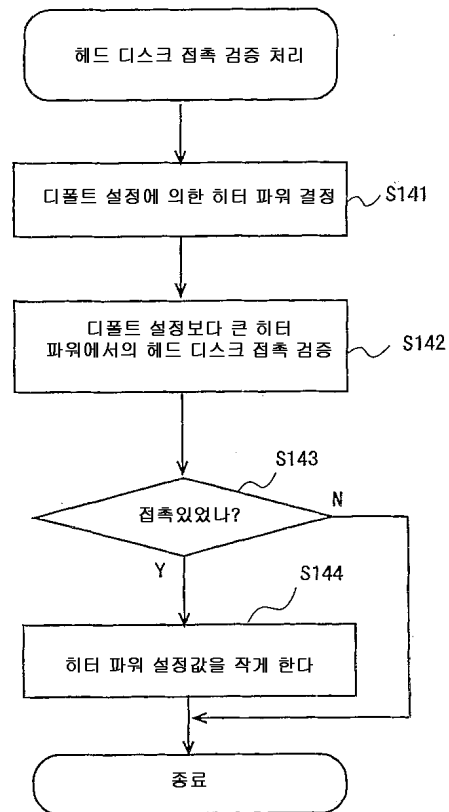 헤드 디스크 접촉 검증 처리
디폴트 설정에 의한 히터 파워 결정
S141
디폴트 설정보다 큰 히터
파워에서의 헤드 디스크 접촉 검증
S142
S143
접촉있었나?
N
Y
S144
히터 파워 설정값을 작게 한다
종료